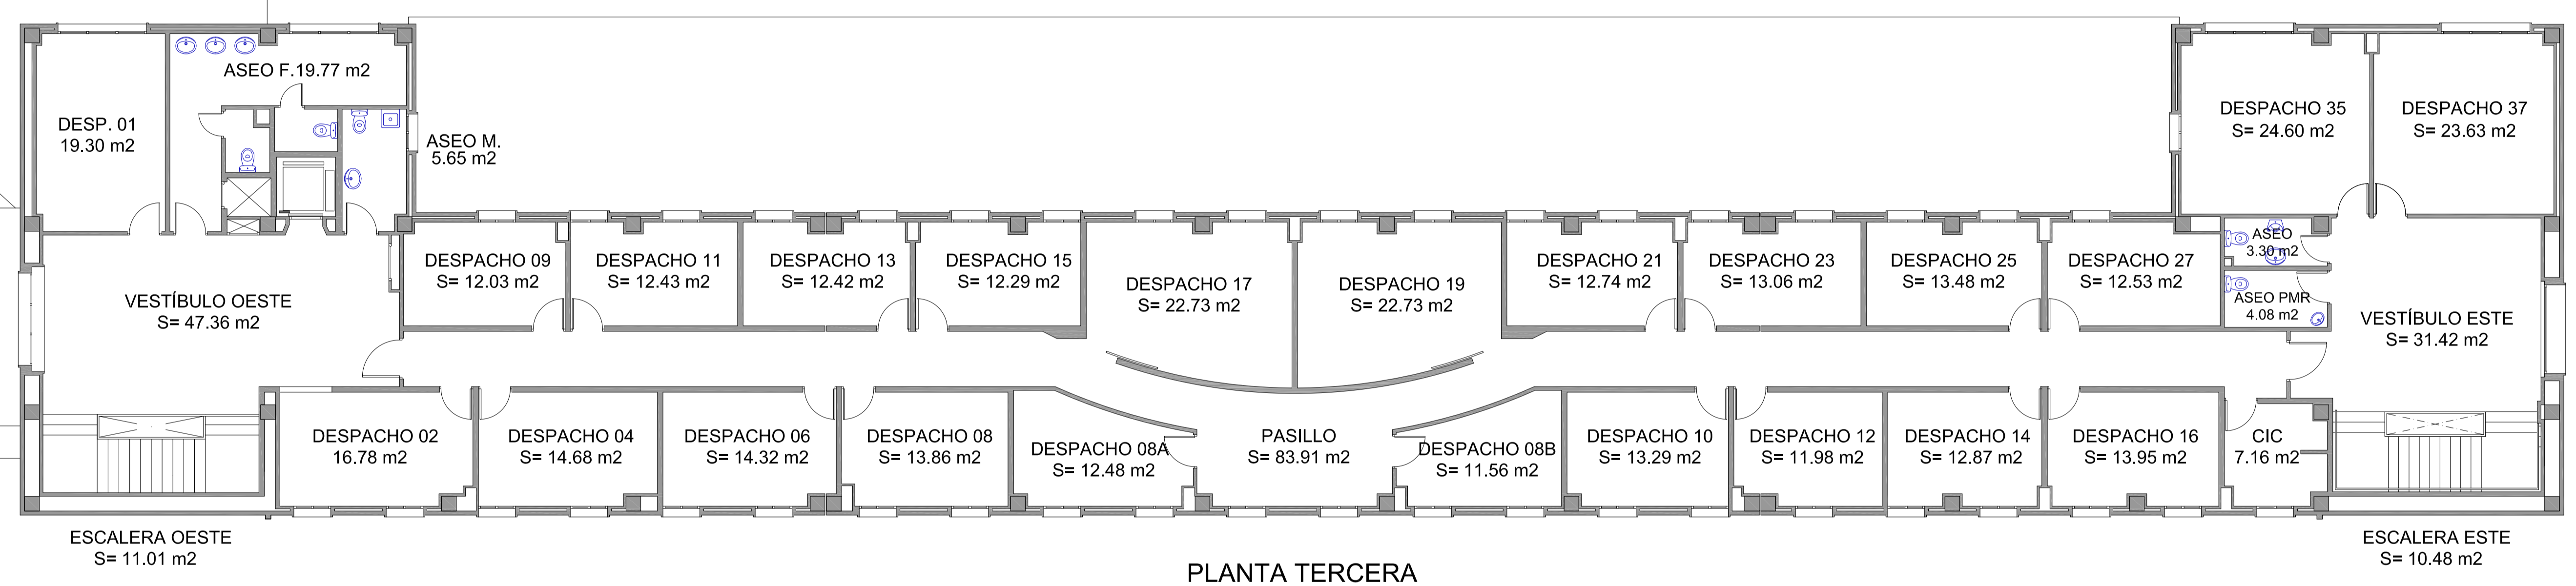 DESP. 01
19.30 m2
ASEO F.19.77 m2
ASEO M.
5.65 m2
DESPACHO 35
S= 24.60 m2
DESPACHO 37
S= 23.63 m2
VESTÍBULO OESTE
S= 47.36 m2
DESPACHO 09
S= 12.03 m2
DESPACHO 11
S= 12.43 m2
DESPACHO 13
S= 12.42 m2
DESPACHO 15
S= 12.29 m2
DESPACHO 17
S= 22.73 m2
DESPACHO 19
S= 22.73 m2
DESPACHO 21
S= 12.74 m2
DESPACHO 23
S= 13.06 m2
DESPACHO 25
S= 13.48 m2
DESPACHO 27
S= 12.53 m2
ASEO
3.30 m2
ASEO PMR
4.08 m2
VESTÍBULO ESTE
S= 31.42 m2
DESPACHO 02
16.78 m2
DESPACHO 04
S= 14.68 m2
DESPACHO 06
S= 14.32 m2
DESPACHO 08
S= 13.86 m2
DESPACHO 08A
S= 12.48 m2
PASILLO
S= 83.91 m2
DESPACHO 08B
S= 11.56 m2
DESPACHO 10
S= 13.29 m2
DESPACHO 12
S= 11.98 m2
DESPACHO 14
S= 12.87 m2
DESPACHO 16
S= 13.95 m2
CIC
7.16 m2
ESCALERA OESTE
S= 11.01 m2
ESCALERA ESTE
S= 10.48 m2
PLANTA TERCERA